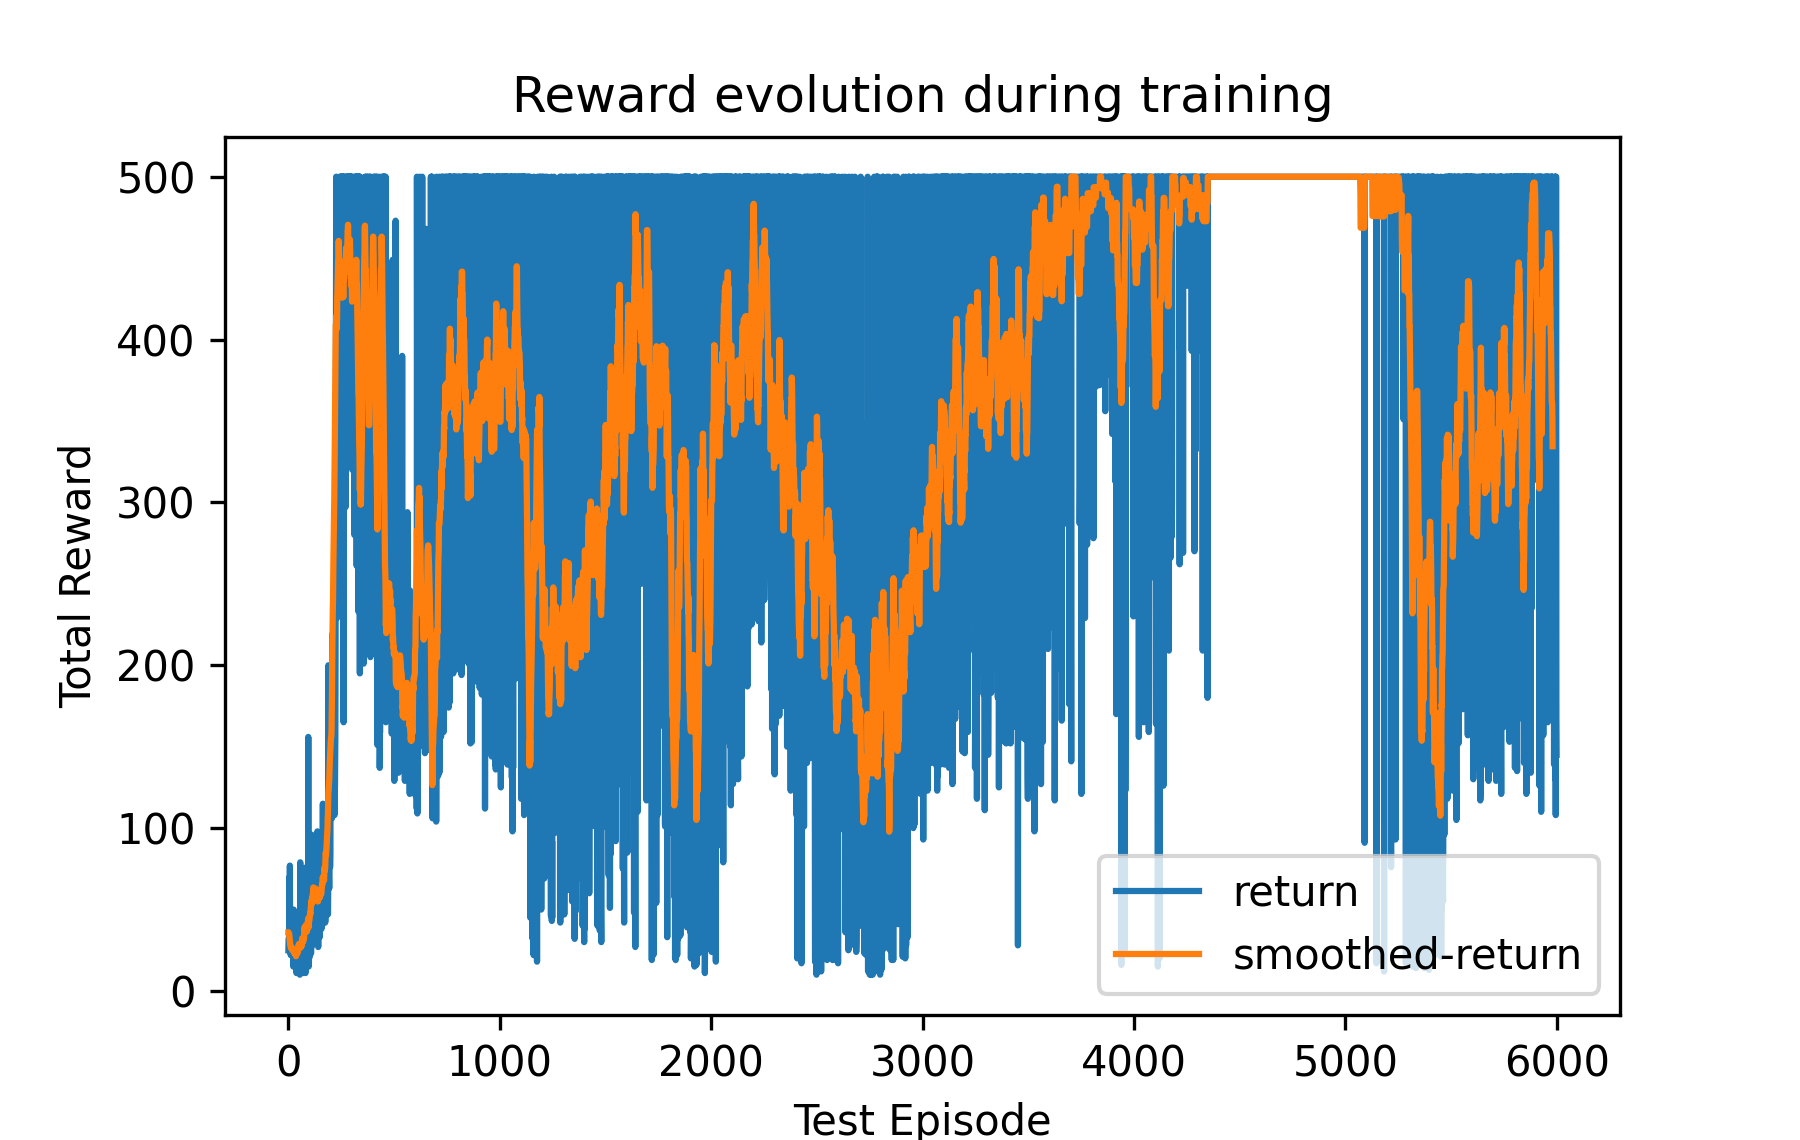 Reward evolution during training
Total Reward
500
400
300
200
100
0
return
smoothed-return
0 1000 2000 3000 4000 5000 6000
Test Episode